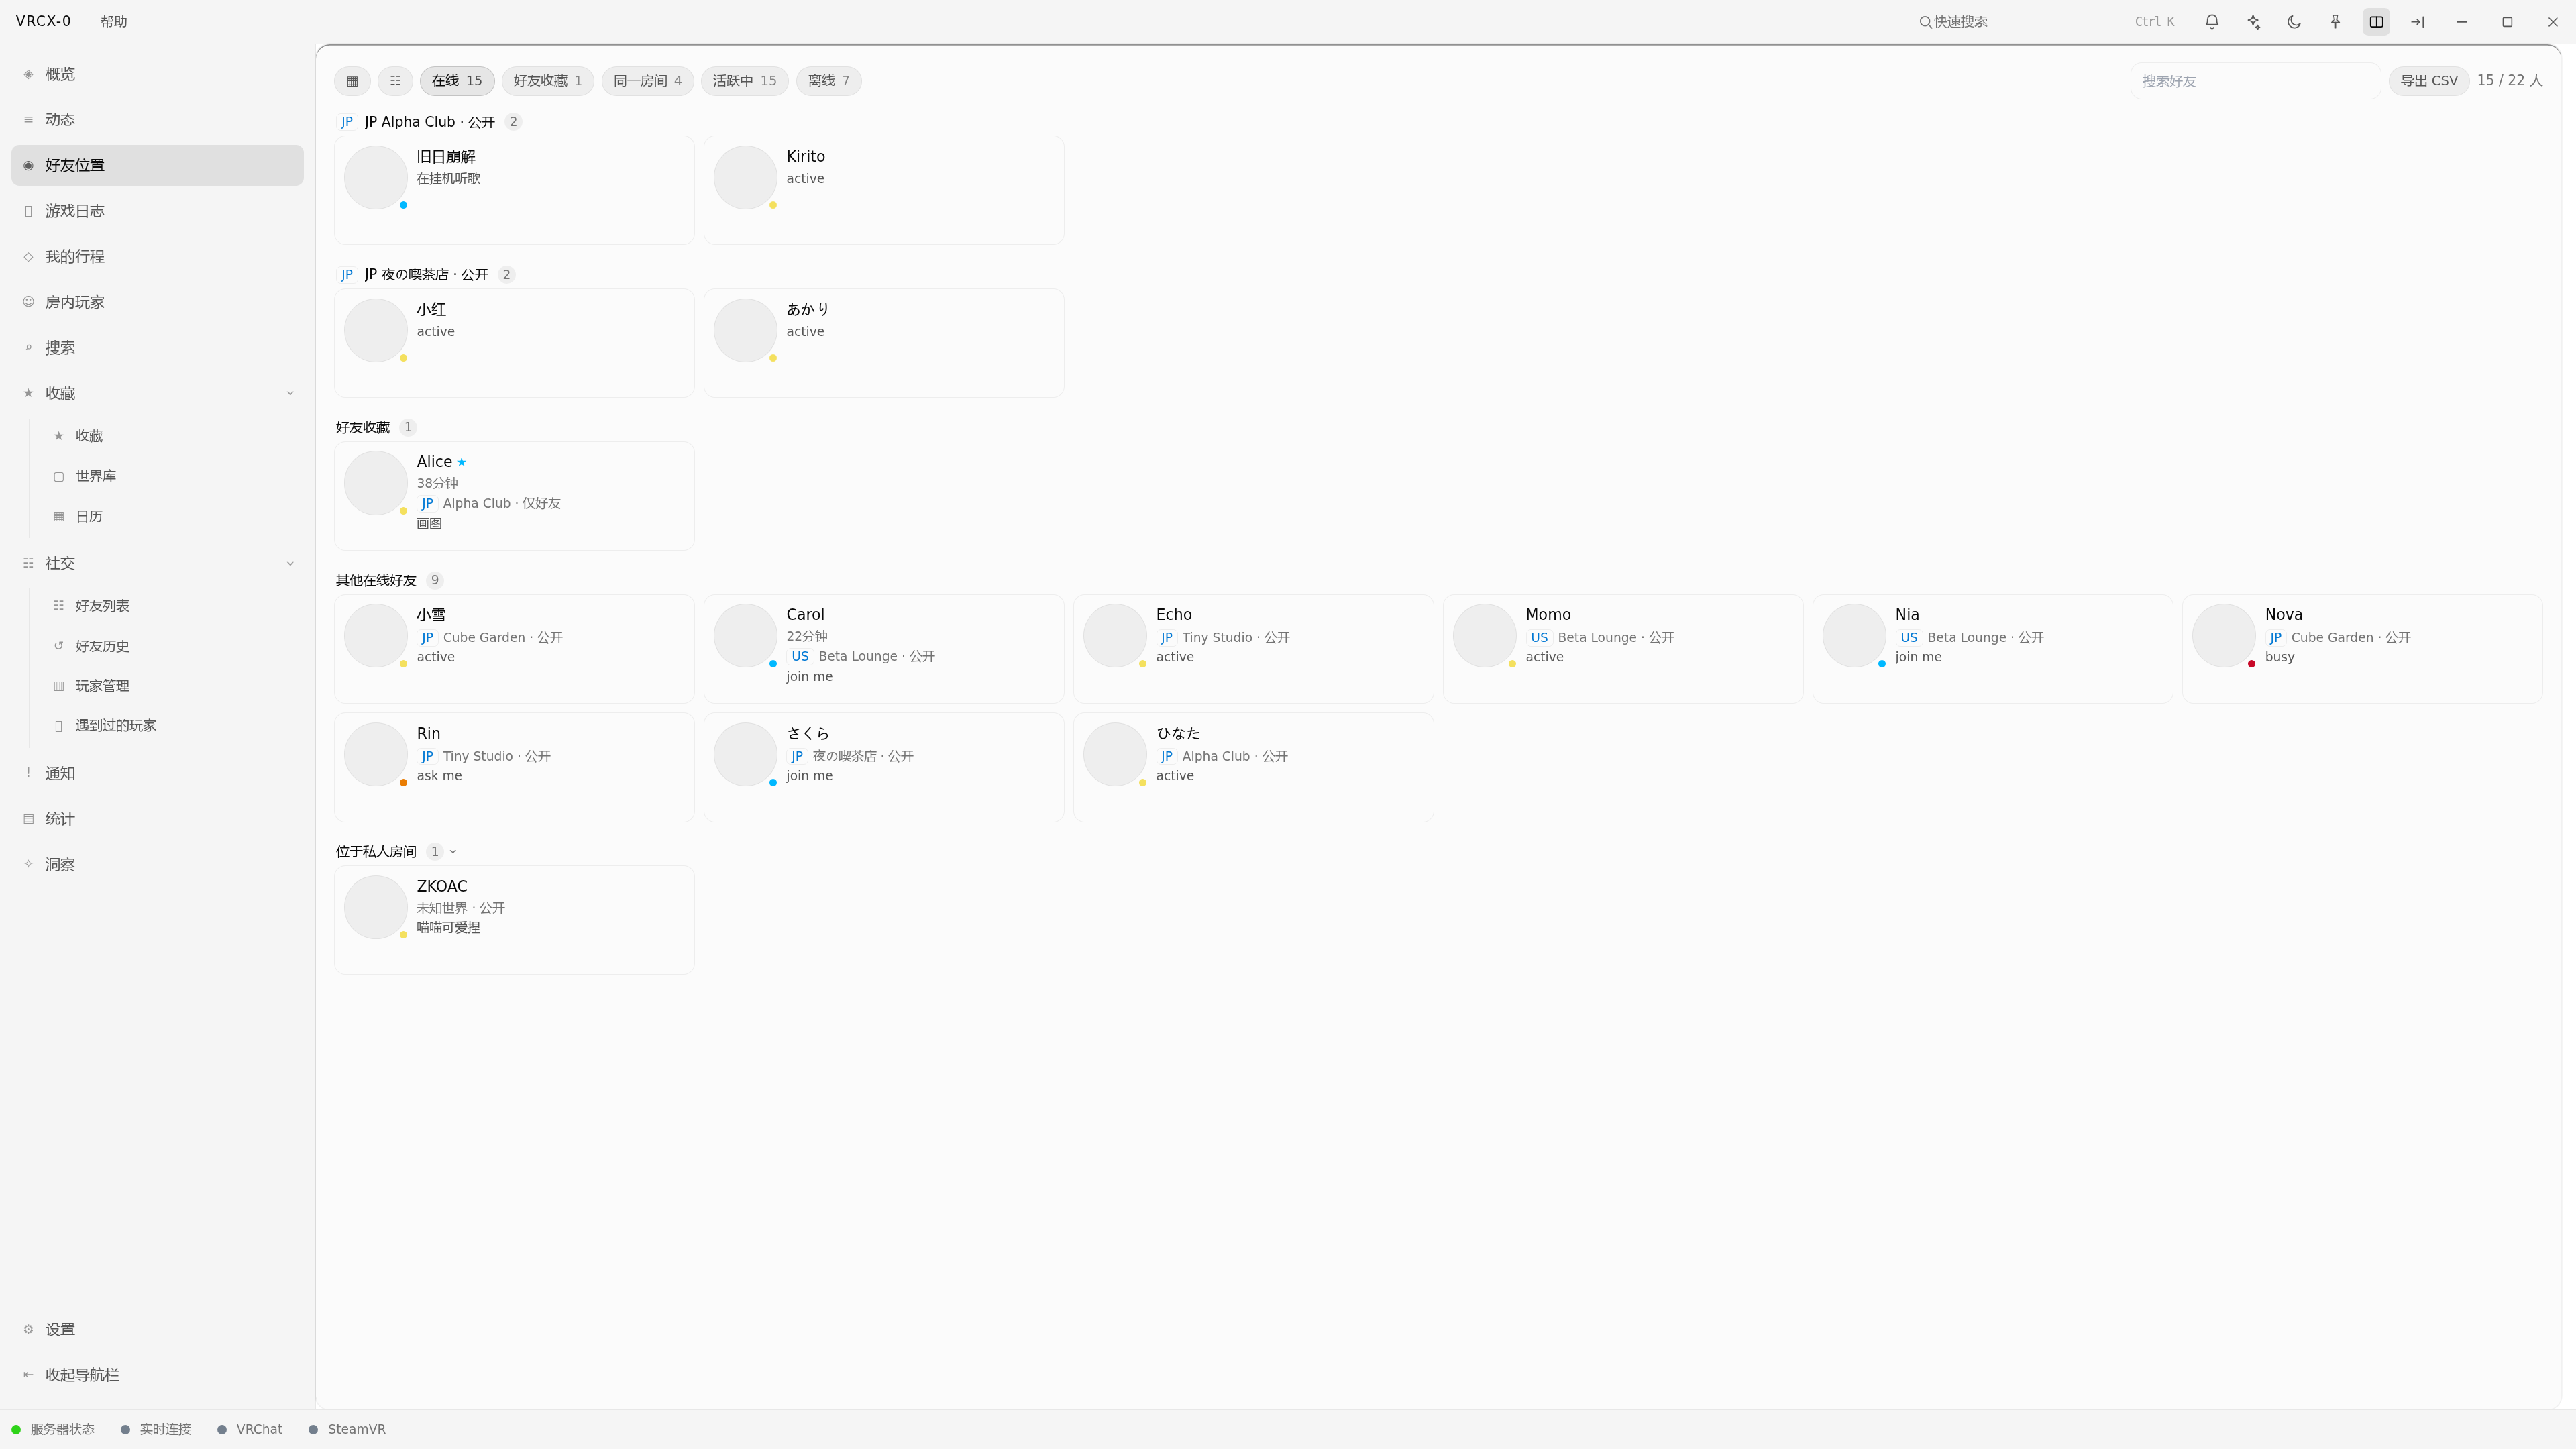 VRCX-0 帮助 快速搜索 Ctrl K
概览
动态
好友位置
游戏日志
我的行程
房内玩家
搜索
收藏
收藏
世界库
日历
社交
好友列表
好友历史
玩家管理
遇到过的玩家
通知
统计
洞察
设置
收起导航栏
在线 15 好友收藏 1 同一房间 4 活跃中 15 离线 7 搜索好友 导出 CSV 15 / 22 人
JP JP Alpha Club · 公开 2
旧日崩解
在挂机听歌
Kirito
active
JP JP 夜の喫茶店 · 公开 2
小红
active
あかり
active
好友收藏 1
Alice ★
38分钟
JP Alpha Club · 仅好友
画图
其他在线好友 9
小雪
JP Cube Garden · 公开
active
Carol
22分钟
US Beta Lounge · 公开
join me
Echo
JP Tiny Studio · 公开
active
Momo
US Beta Lounge · 公开
active
Nia
US Beta Lounge · 公开
join me
Nova
JP Cube Garden · 公开
busy
Rin
JP Tiny Studio · 公开
ask me
さくら
JP 夜の喫茶店 · 公开
join me
ひなた
JP Alpha Club · 公开
active
位于私人房间 1
ZKOAC
未知世界 · 公开
喵喵可爱捏
服务器状态 实时连接 VRChat SteamVR